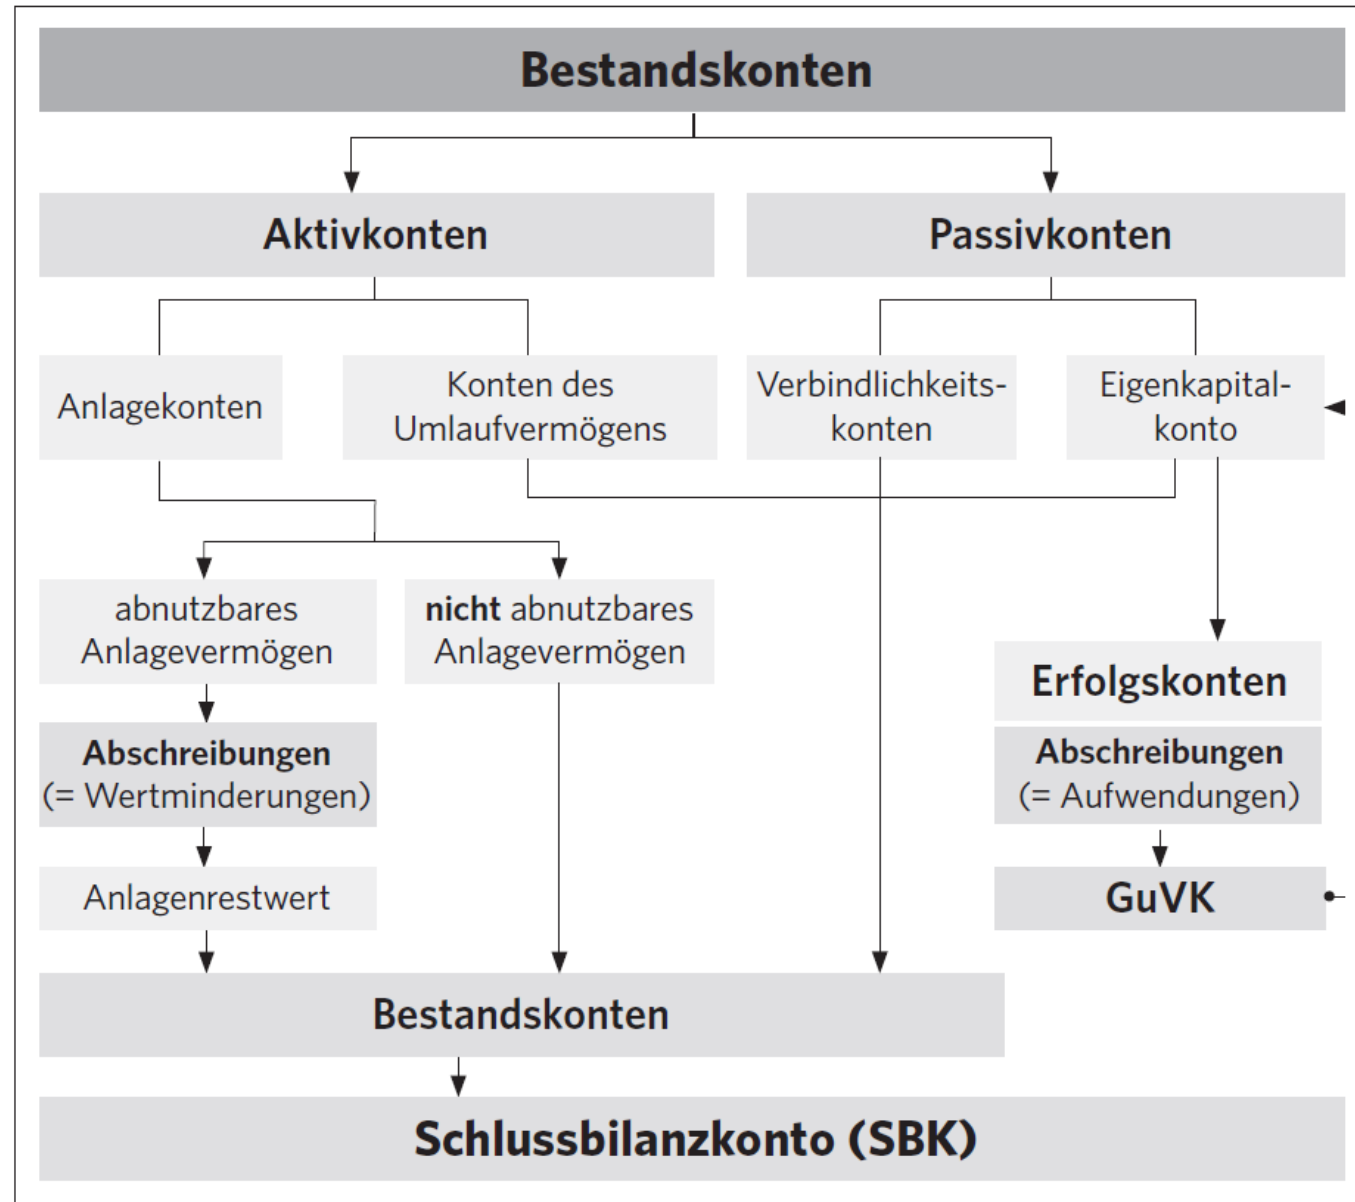 Bestandskonten
Aktivkonten
Passivkonten
Anlagekonten
Konten des
Umlaufvermögens
Verbindlichkeits-
konten
Eigenkapital-
konto
abnutzbares
Anlagevermögen
nicht abnutzbares
Anlagevermögen
Erfolgskonten
Abschreibungen
(= Wertminderungen)
Abschreibungen
(= Aufwendungen)
Anlagenrestwert
GuVK
Bestandskonten
Schlussbilanzkonto (SBK)